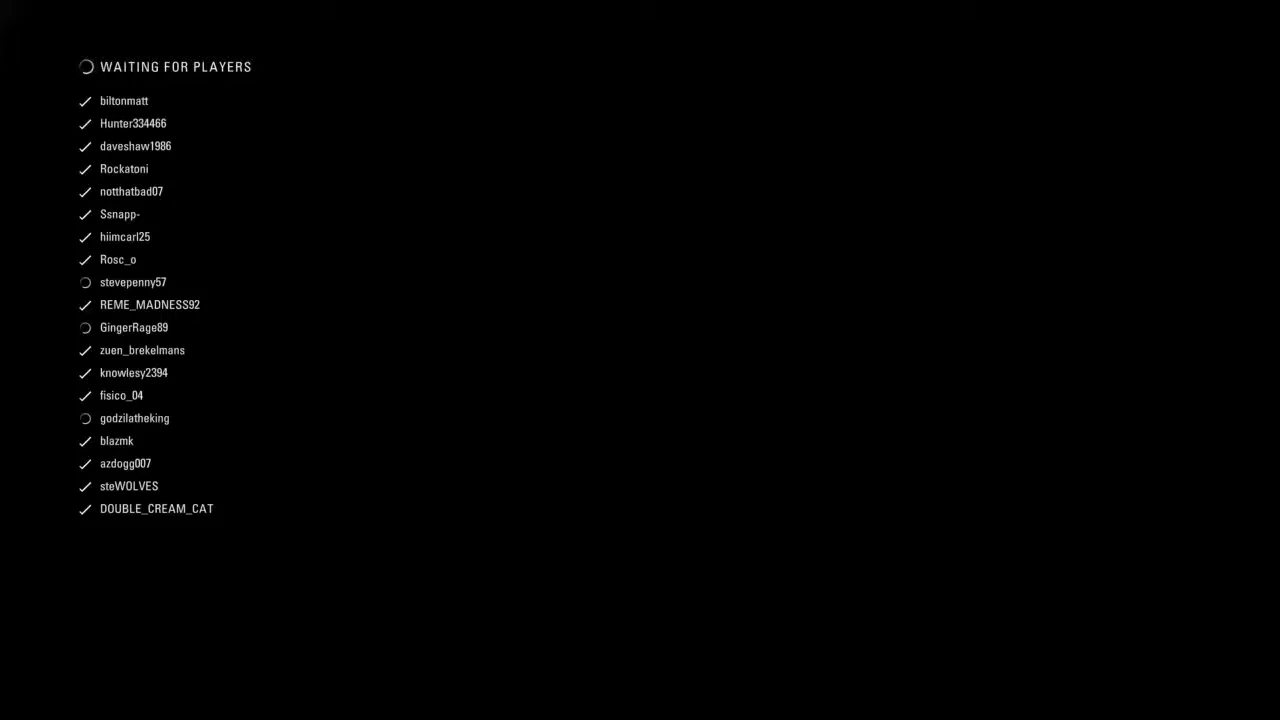 WAITING FOR PLAYERS
biltonmatt
Hunter334466
daveshaw1986
Rockatoni
notthatbad07
Ssnapp-
hiimcarl25
Rosc_o
stevepenny57
REME_MADNESS92
GingerRage89
zuen_brekelmans
knowlesy2394
fisico_04
godzilatheking
blazmk
azdogg007
steWOLVES
DOUBLE_CREAM_CAT